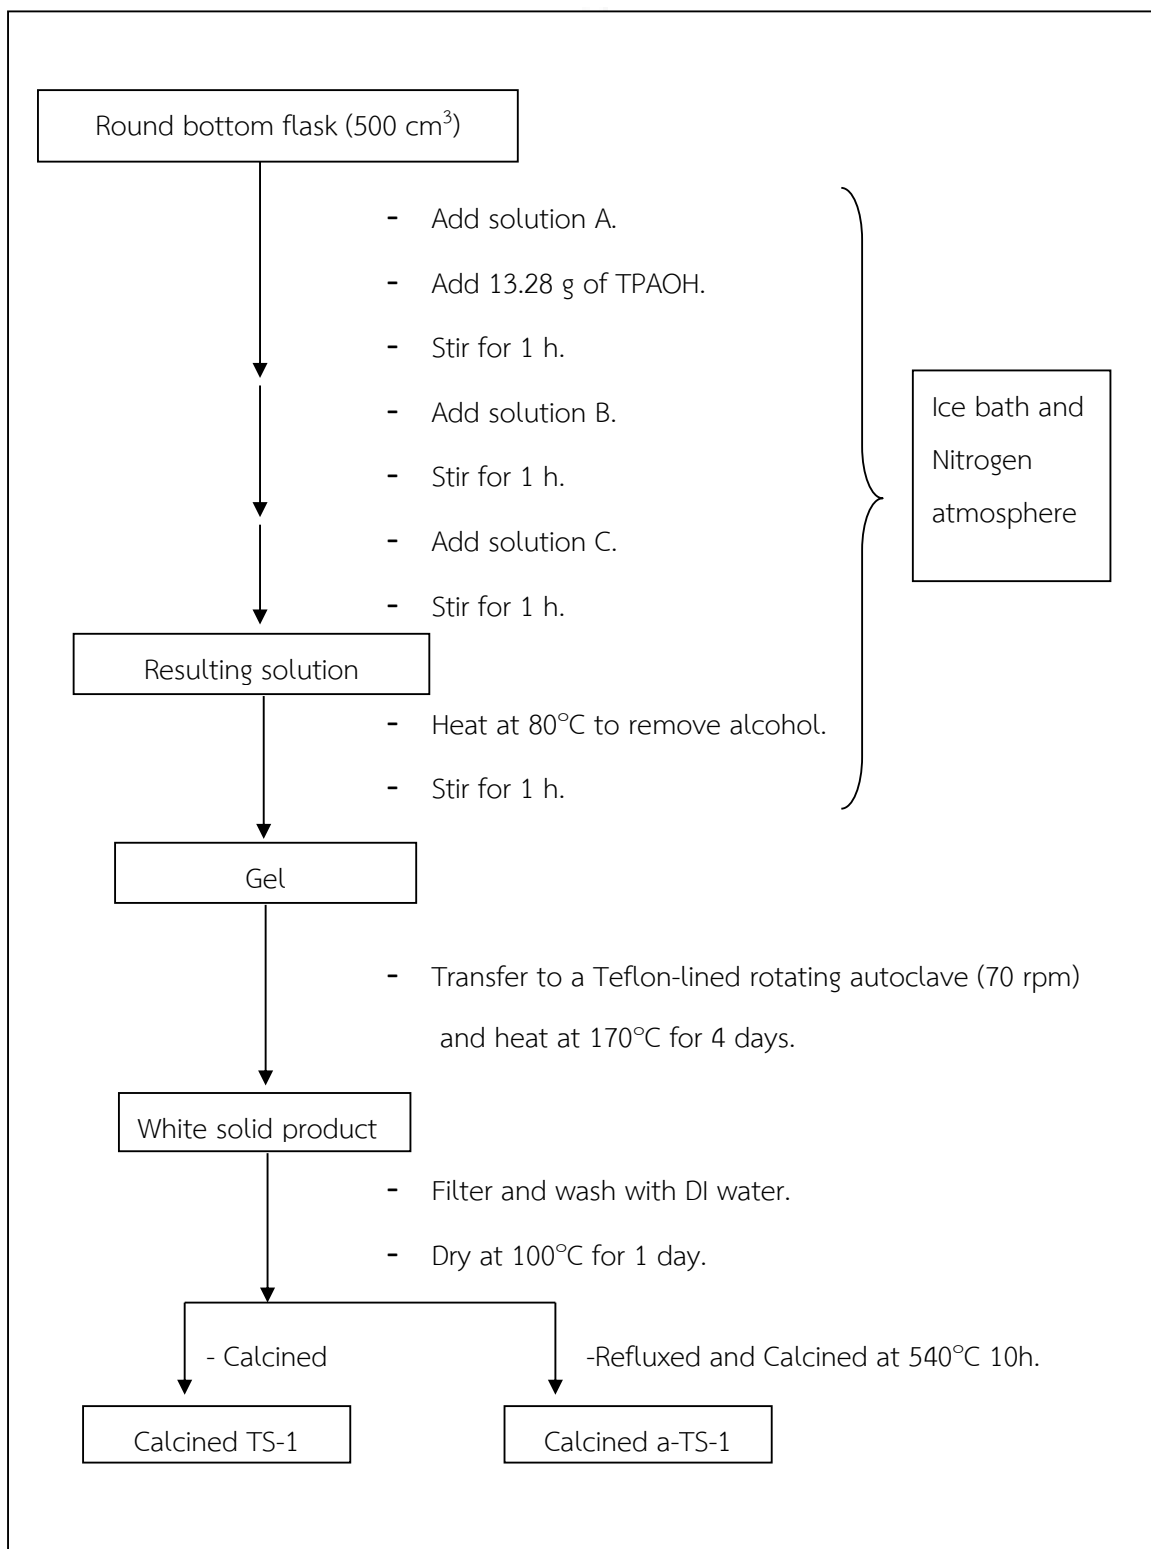 Round bottom flask (500 cm³)
- Add solution A.
- Add 13.28 g of TPAOH.
- Stir for 1 h.
- Add solution B.
- Stir for 1 h.
- Add solution C.
- Stir for 1 h.
Ice bath and
Nitrogen
atmosphere
Resulting solution
- Heat at 80°C to remove alcohol.
- Stir for 1 h.
Gel
- Transfer to a Teflon-lined rotating autoclave (70 rpm)
and heat at 170°C for 4 days.
White solid product
- Filter and wash with DI water.
- Dry at 100°C for 1 day.
- Calcined
-Refluxed and Calcined at 540°C 10h.
Calcined TS-1
Calcined a-TS-1